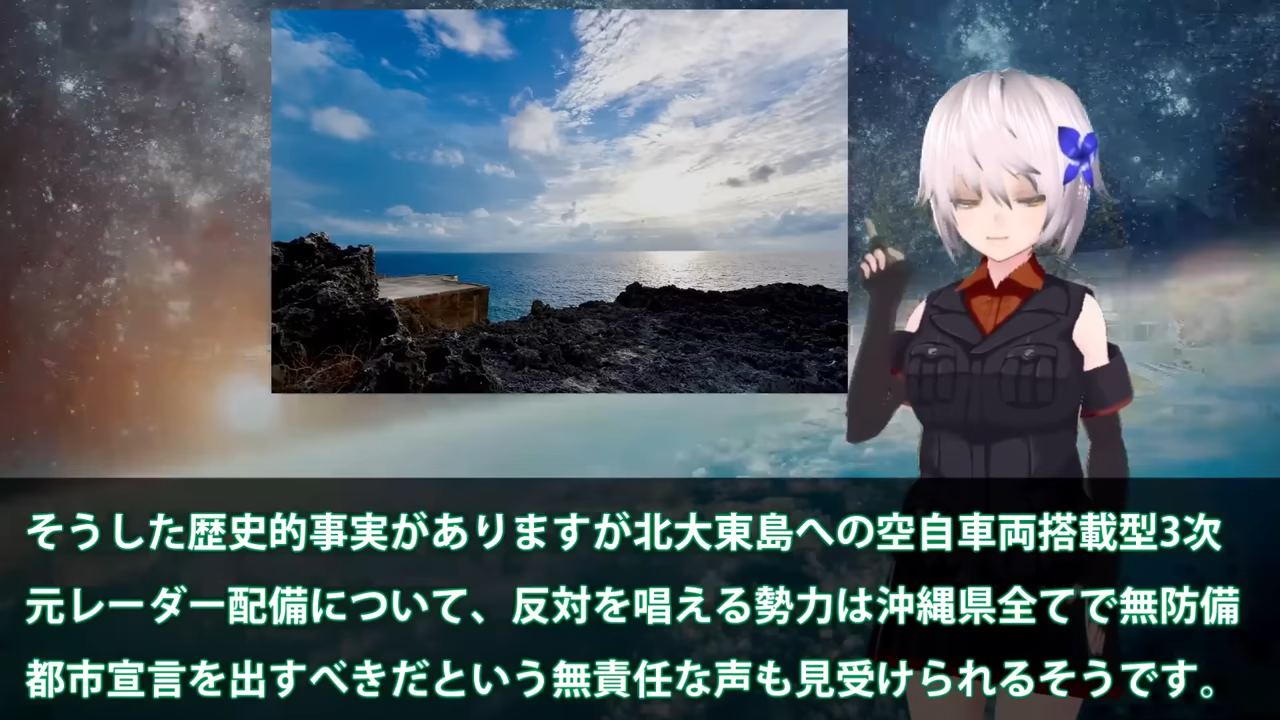 そうした歴史的事実がありますが北大東島への空自車両搭載型3次
元レーダー配備について、反対を唱える勢力は沖縄県全てで無防備
都市宣言を出すべきだという無責任な声も見受けられるそうです。